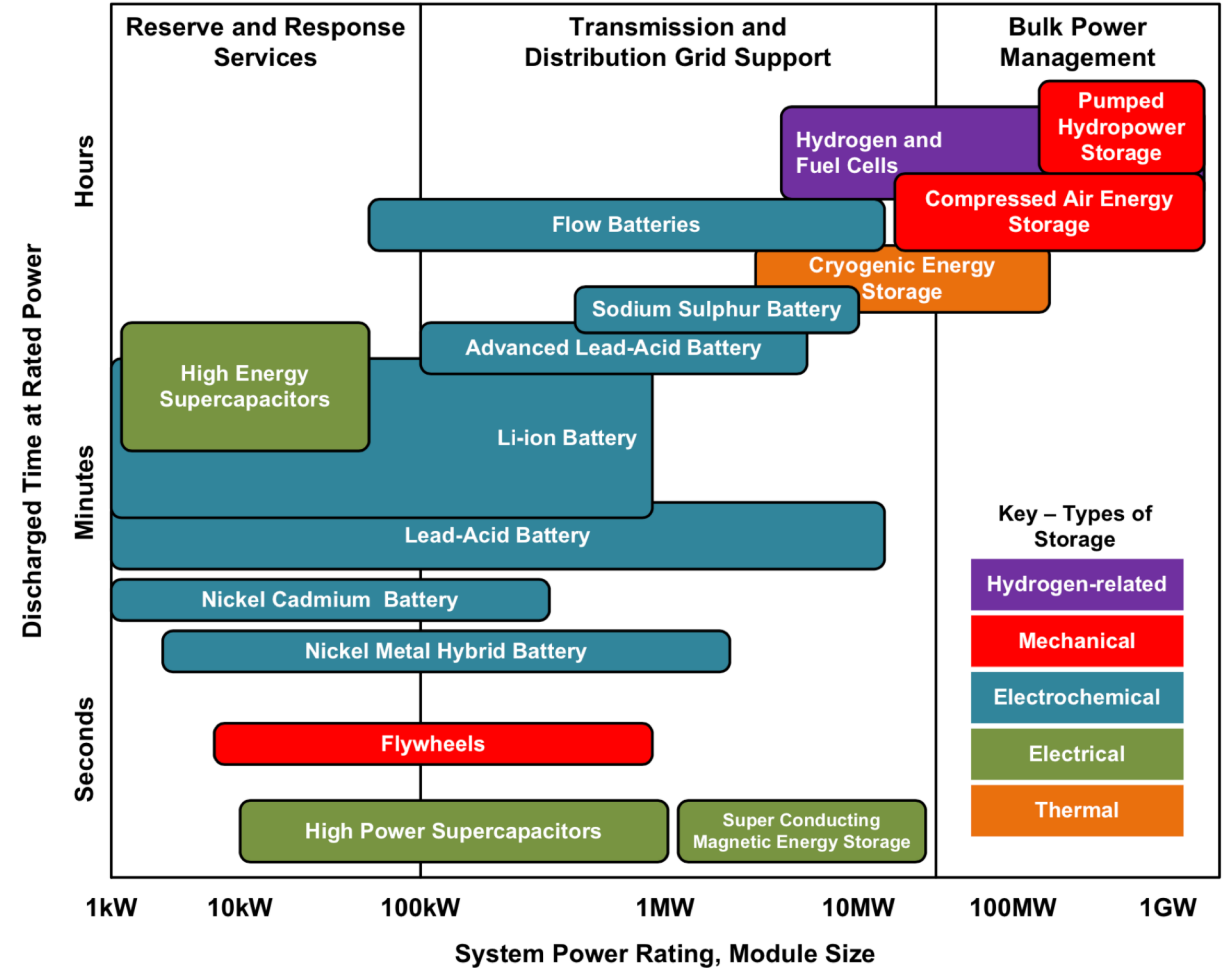 Reserve and Response
Services
Transmission and
Distribution Grid Support
Bulk Power
Management
Pumped
Hydropower
Storage
Hydrogen and
Fuel Cells
Compressed Air Energy
Storage
Flow Batteries
Cryogenic Energy
Storage
Sodium Sulphur Battery
Advanced Lead-Acid Battery
High Energy
Supercapacitors
Li-ion Battery
Lead-Acid Battery
Nickel Cadmium Battery
Nickel Metal Hybrid Battery
Flywheels
High Power Supercapacitors
Super Conducting
Magnetic Energy Storage
Key – Types of
Storage
Hydrogen-related
Mechanical
Electrochemical
Electrical
Thermal
Discharged Time at Rated Power
Hours
Minutes
Seconds
1kW
10kW
100kW
1MW
10MW
100MW
1GW
System Power Rating, Module Size